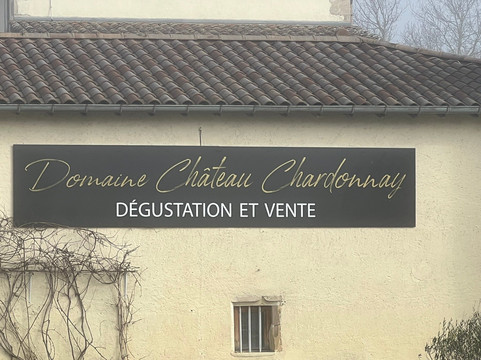 Domaine Château Chardonnay
DÉGUSTATION ET VENTE